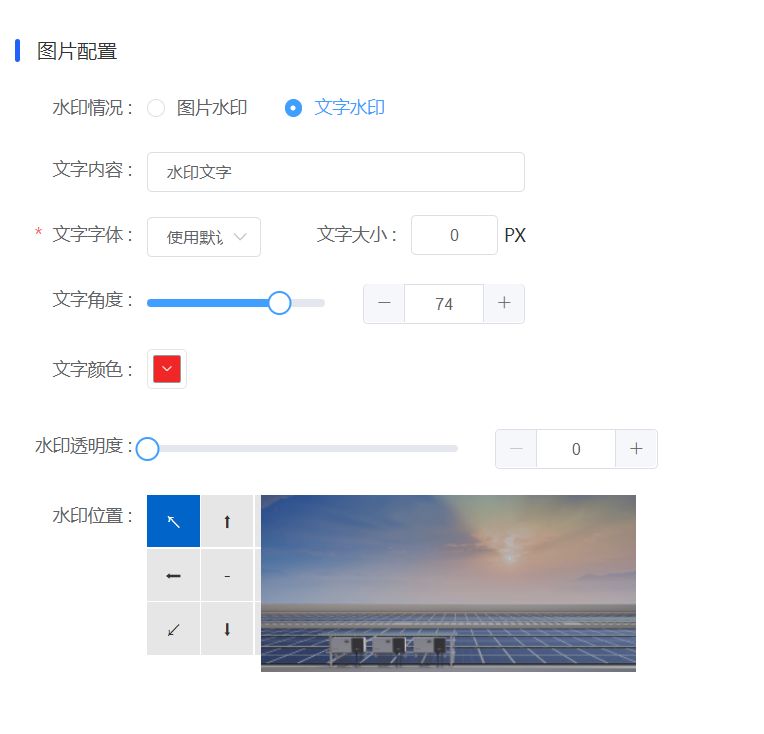 图片配置
水印情况： 图片水印 文字水印
文字内容： 水印文字
* 文字字体： 使用默 文字大小： 0 PX
文字角度： 74
文字颜色：
水印透明度： 0
水印位置：